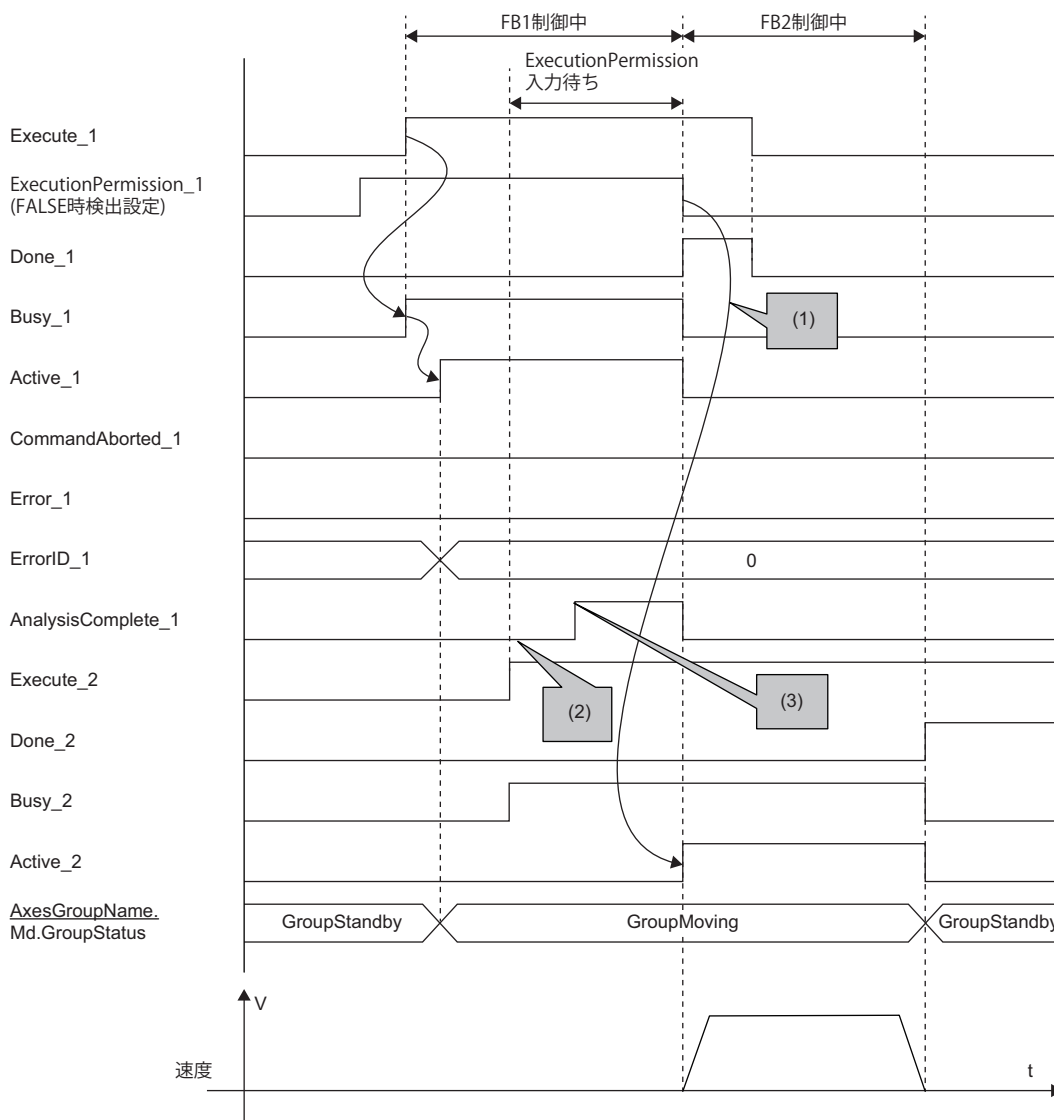 FB1制御中
FB2制御中
ExecutionPermission
入力待ち
Execute_1
ExecutionPermission_1
(FALSE時検出設定)
Done_1
Busy_1
(1)
Active_1
CommandAborted_1
Error_1
ErrorID_1
0
AnalysisComplete_1
Execute_2
(2)
(3)
Done_2
Busy_2
Active_2
AxesGroupName.
Md.GroupStatus
GroupStandby
GroupMoving
GroupStandby
V
速度
t